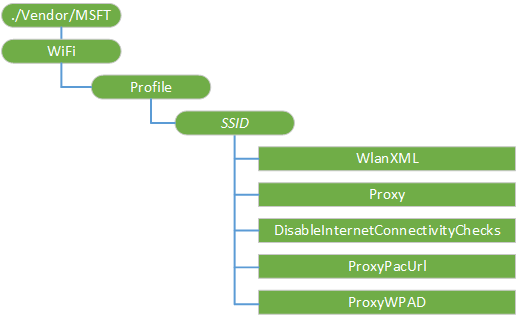 ./Vendor/MSFT
WiFi
Profile
SSID
WlanXML
Proxy
DisableInternetConnectivityChecks
ProxyPacUrl
ProxyWPAD